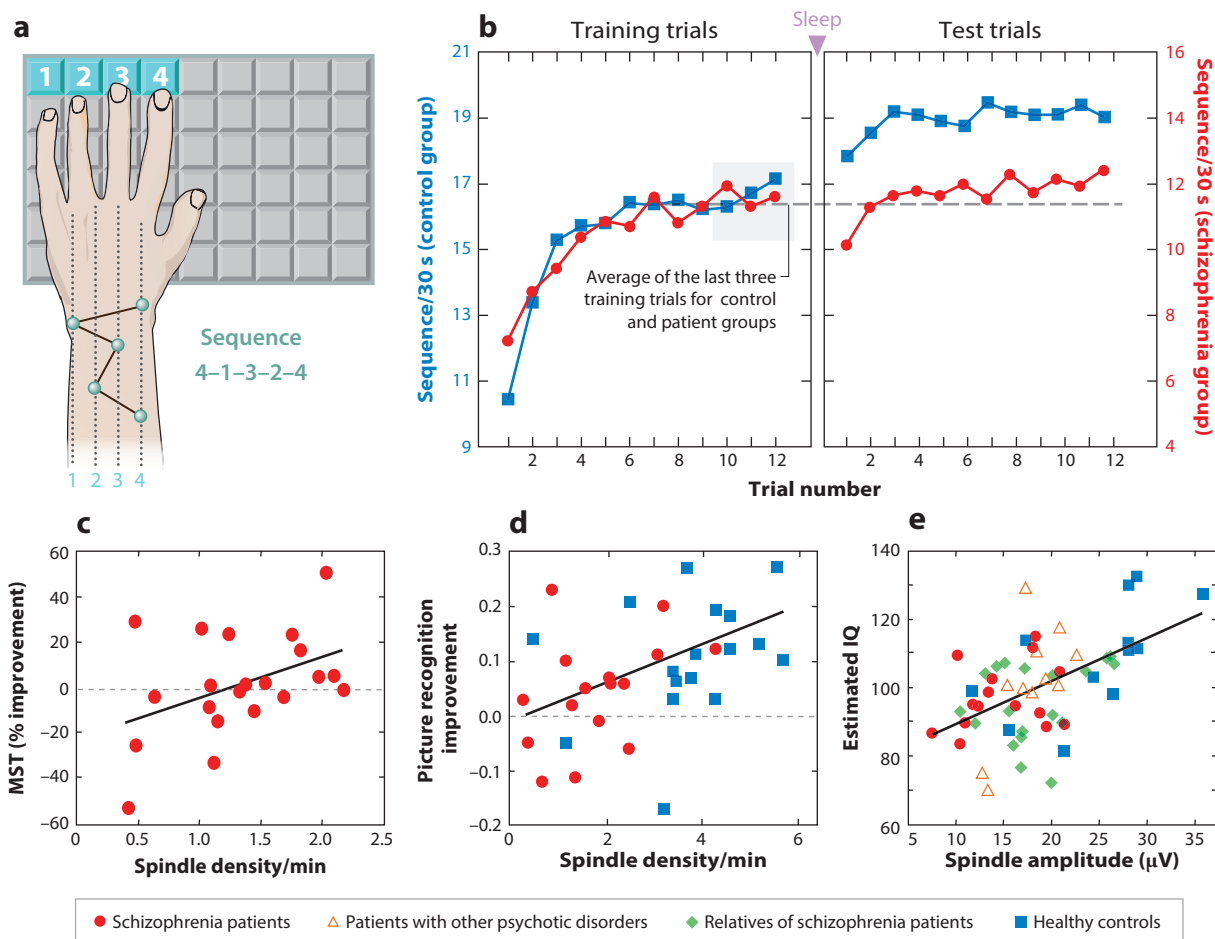 a
1 2 3 4
Sequence
4–1–3–2–4
1 2 3 4
b
Sleep
Training trials
Test trials
Sequence/30 s (control group)
21
19
17
15
13
11
9
Average of the last three
training trials for control
and patient groups
16
14
12
10
8
6
4
Sequence/30 s (schizophrenia
group)
2 4 6 8 10 12
2 4 6 8 10 12
Trial number
c
MST (% improvement)
60
40
20
0
−20
−40
−60
0 0.5 1.0 1.5 2.0 2.5
Spindle density/min
d
Picture recognition
improvement
0.3
0.2
0.1
0.0
−0.1
−0.2
0 2 4 6
Spindle density/min
e
Estimated IQ
140
120
100
80
60
5 10 15 20 25 30 35
Spindle amplitude (μV)
Schizophrenia patients
Patients with other psychotic disorders
Relatives of schizophrenia patients
Healthy controls